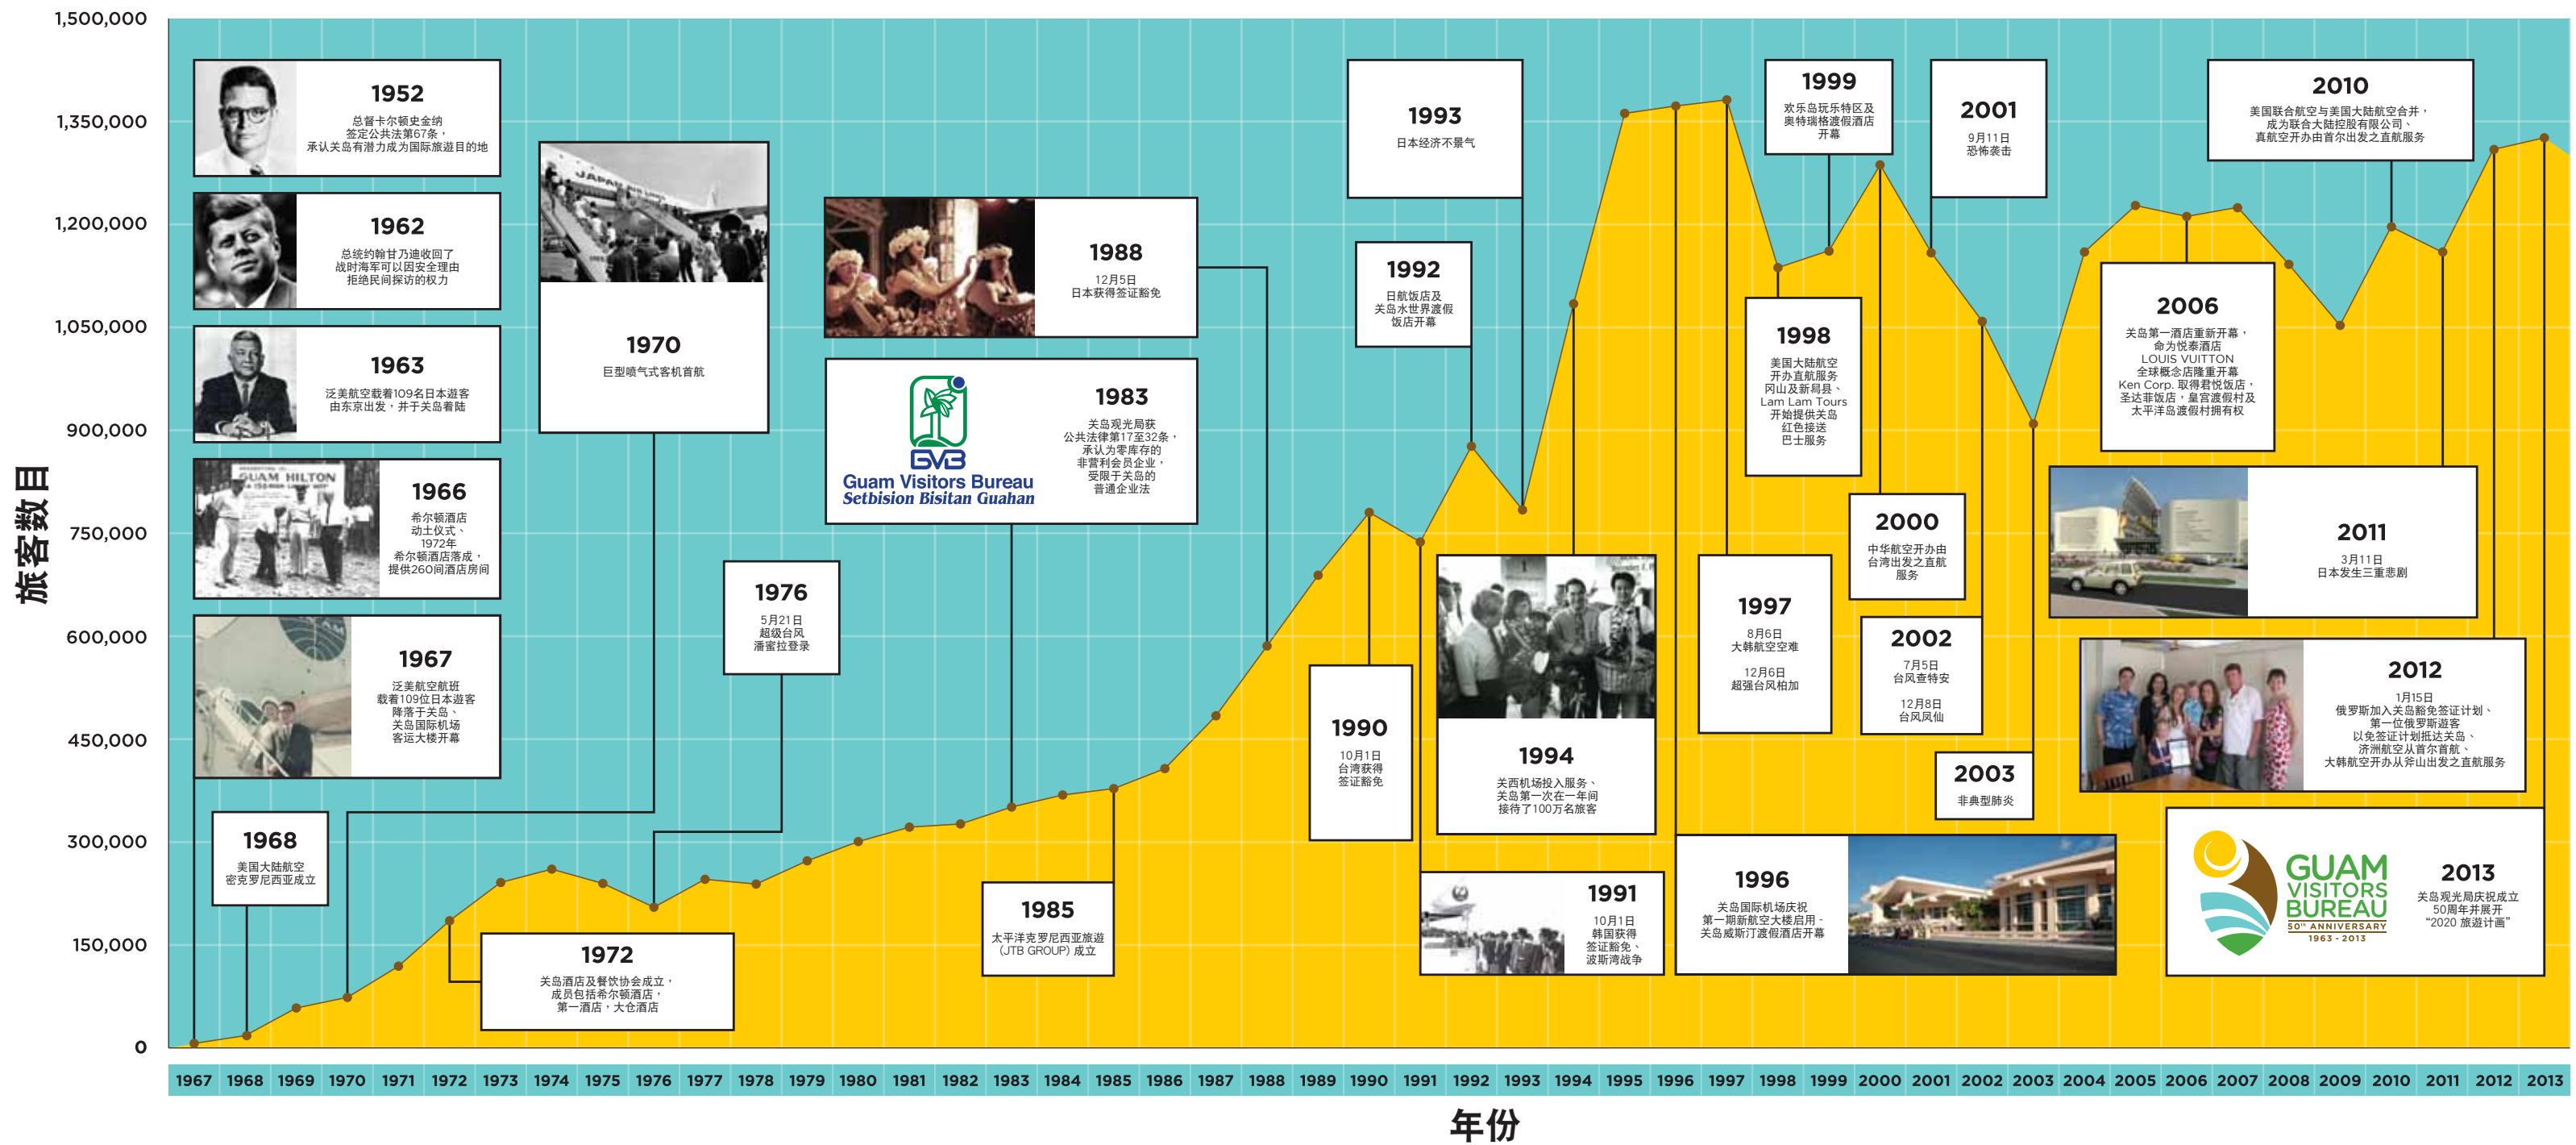 1,500,000
1,350,000
1,200,000
1,050,000
900,000
750,000
600,000
450,000
300,000
150,000
0
旅客数目
1952
总督卡尔顿史金纳
签定公共法第67条，
承认关岛有潜力成为国际旅遊目的地
1962
总统约翰甘乃迪收回了
战时海军可以因安全理由
拒绝民间探访的权力
1963
泛美航空载着109名日本遊客
由东京出发，并于关岛着陆
GUAM HILTON
1966
希尔顿酒店
动土仪式、
1972年
希尔顿酒店落成，
提供260间酒店房间
1967
泛美航空航班
载着109位日本遊客
降落于关岛、
关岛国际机场
客运大楼开幕
1968
美国大陆航空
密克罗尼西亚成立
JAPAN AIR LINES
1970
巨型喷气式客机首航
1972
关岛酒店及餐饮协会成立，
成员包括希尔顿酒店，
第一酒店，大仓酒店
1976
5月21日
超级台风
潘蜜拉登录
1988
12月5日
日本获得签证豁免
GVB
Guam Visitors Bureau
Setbision Bisitan Guahan
1983
关岛观光局获
公共法律第17至32条，
承认为零库存的
非营利会员企业，
受限于关岛的
普通企业法
1985
太平洋克罗尼西亚旅遊
(JTB GROUP) 成立
1990
10月1日
台湾获得
签证豁免
1991
10月1日
韩国获得
签证豁免、
波斯湾战争
1992
日航饭店及
关岛水世界渡假
饭店开幕
1993
日本经济不景气
1994
关西机场投入服务、
关岛第一次在一年间
接待了100万名旅客
1996
关岛国际机场庆祝
第一期新航空大楼启用 -
关岛威斯汀渡假酒店开幕
1997
8月6日
大韩航空空难
12月6日
超强台风柏加
1998
美国大陆航空
开办直航服务
冈山及新舄县、
Lam Lam Tours
开始提供关岛
红色接送
巴士服务
1999
欢乐岛玩乐特区及
奥特瑞格渡假酒店
开幕
2000
中华航空开办由
台湾出发之直航
服务
2001
9月11日
恐怖袭击
2002
7月5日
台风查特安
12月8日
台风凤仙
2003
非典型肺炎
2006
关岛第一酒店重新开幕，
命为悦泰酒店
LOUIS VUITTON
全球概念店隆重开幕
Ken Corp. 取得君悦饭店，
圣达菲饭店，皇宫渡假村及
太平洋岛渡假村拥有权
2010
美国联合航空与美国大陆航空合并，
成为联合大陆控股有限公司、
真航空开办由首尔出发之直航服务
2011
3月11日
日本发生三重悲剧
2012
1月15日
俄罗斯加入关岛豁免签证计划、
第一位俄罗斯遊客
以免签证计划抵达关岛、
济洲航空从首尔首航、
大韩航空开办从斧山出发之直航服务
GUAM
VISITORS
BUREAU
50TH ANNIVERSARY
1963 - 2013
2013
关岛观光局庆祝成立
50周年并展开
“2020 旅遊计画”
1967 1968 1969 1970 1971 1972 1973 1974 1975 1976 1977 1978 1979 1980 1981 1982 1983 1984 1985 1986 1987 1988 1989 1990 1991 1992 1993 1994 1995 1996 1997 1998 1999 2000 2001 2002 2003 2004 2005 2006 2007 2008 2009 2010 2011 2012 2013
年份